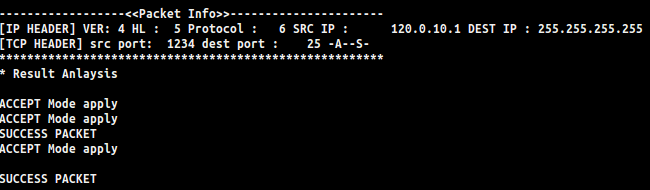 ------------------<<Packet Info>>----------------------
[IP HEADER] VER: 4 HL :  5 Protocol :   6 SRC IP :      120.0.10.1 DEST IP : 255.255.255.255
[TCP HEADER] src port:  1234 dest port :    25 -A--S-
*******************************************************
* Result Anlaysis
ACCEPT Mode apply
ACCEPT Mode apply
SUCCESS PACKET
ACCEPT Mode apply
SUCCESS PACKET